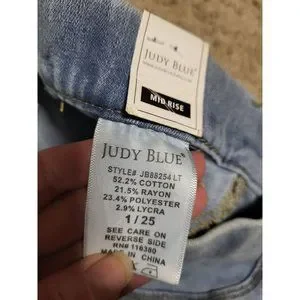 JUDY BLUE
MID RISE
JUDY BLUE
STYLE# JB88254 LT
52.2% COTTON
21.5% RAYON
23.4% POLYESTER
2.9% LYCRA
1 / 25
SEE CARE ON
REVERSE SIDE
RN# 116380
MADE IN CHINA